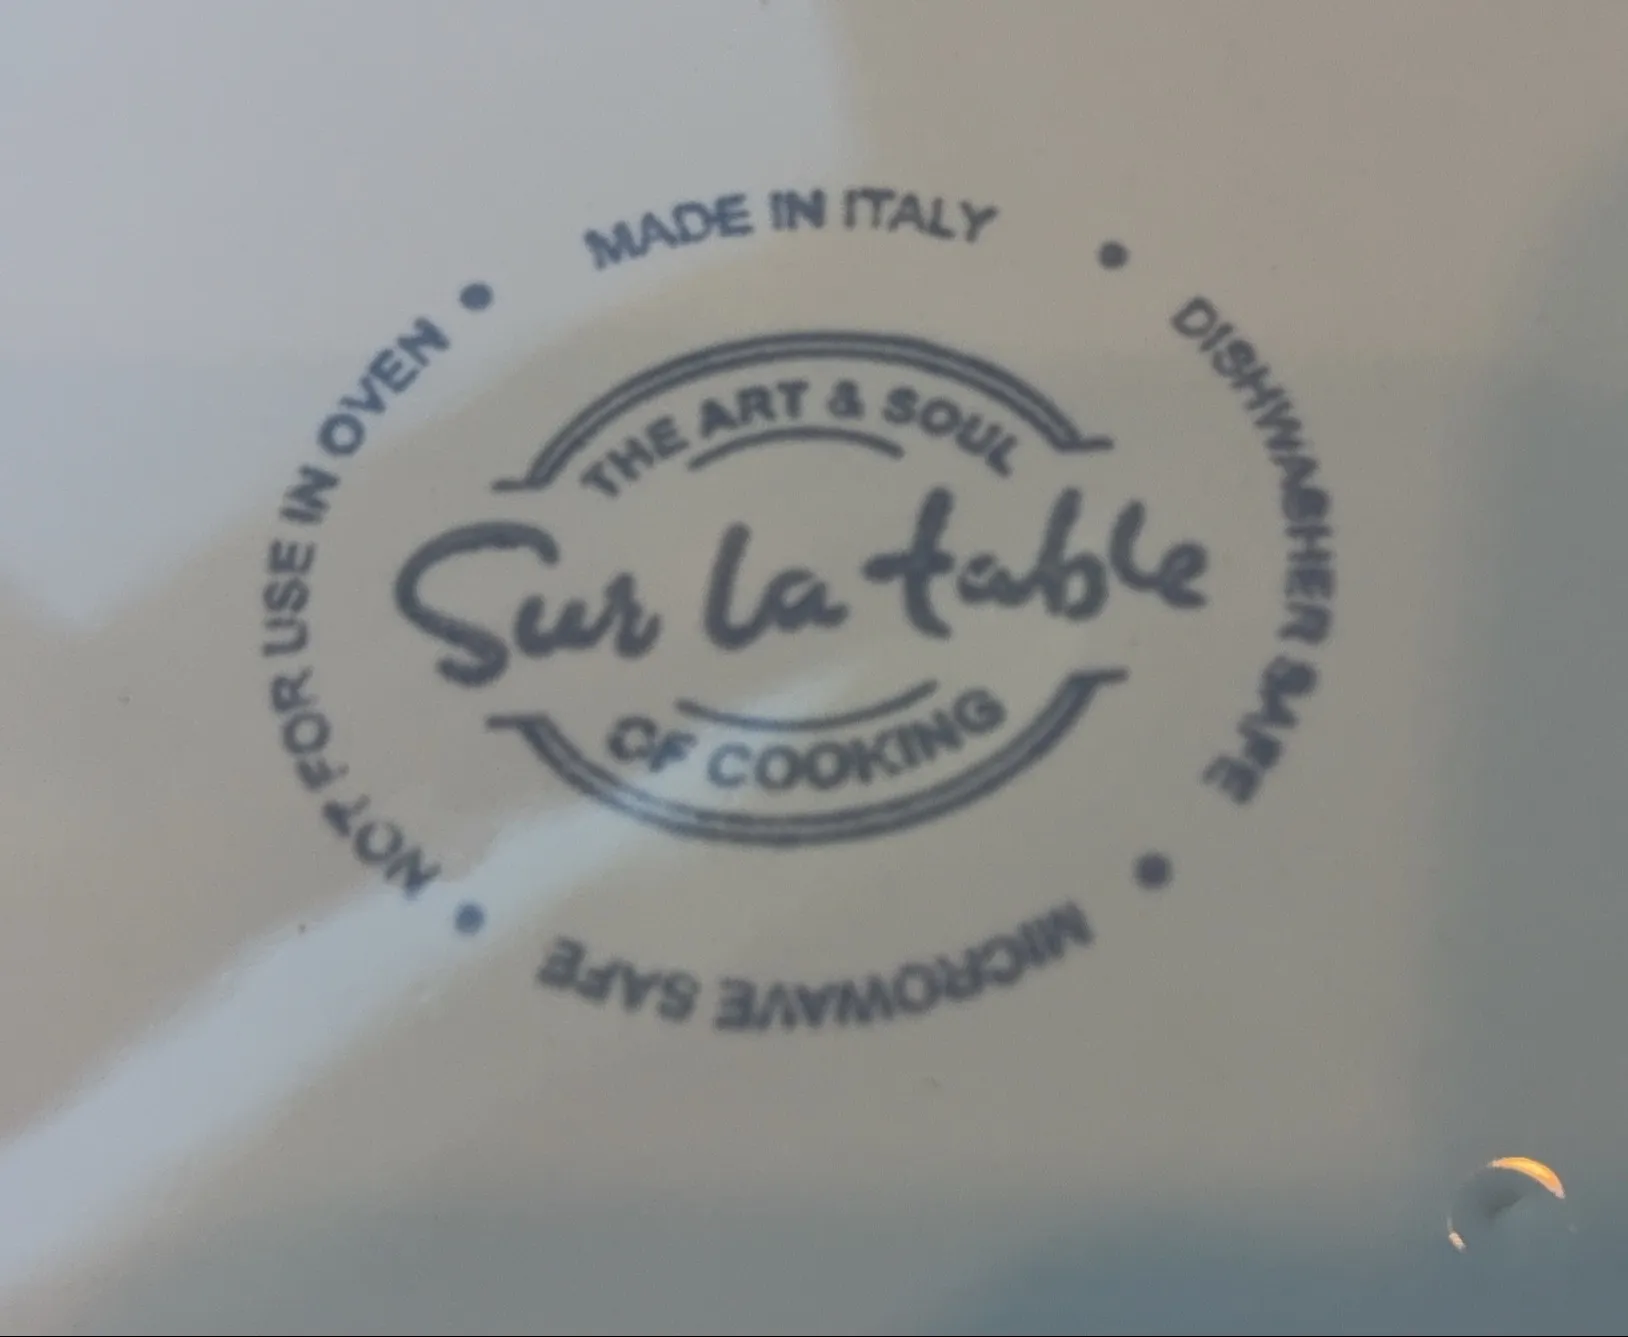 MADE IN ITALY
•
DISHWASHER SAFE
•
MICROWAVE SAFE
•
NOT FOR USE IN OVEN
•
THE ART & SOUL
Sur la table
OF COOKING